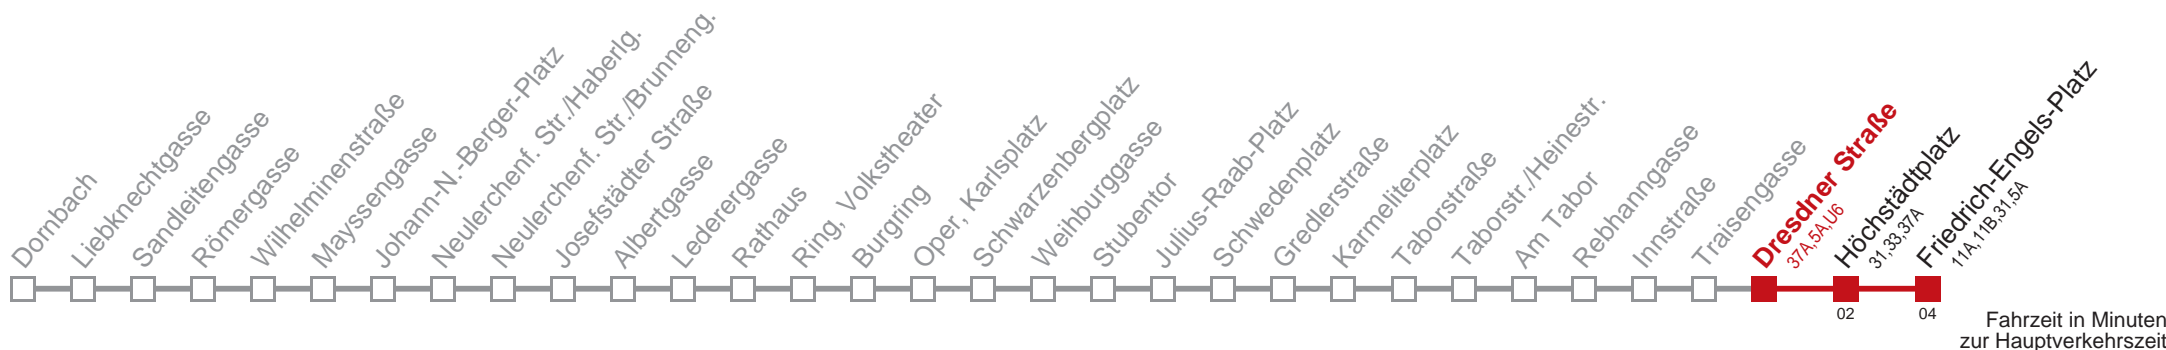 Dornbach
Liebknechtgasse
Sandleitengasse
Römergasse
Wilhelminenstraße
Mayssengasse
Johann-N.-Berger-Platz
Neulerchenf. Str./Haberlg.
Neulerchenf. Str./Brunneng.
Josefstädter Straße
Albertgasse
Lederergasse
Rathaus
Ring, Volkstheater
Burgring
Oper, Karlsplatz
Schwarzenbergplatz
Weihburggasse
Stubentor
Julius-Raab-Platz
Schwedenplatz
Gredlerstraße
Karmeliterplatz
Taborstraße
Taborstr./Heinestr.
Am Tabor
Rebhanngasse
Innstraße
Traisengasse
Dresdner Straße
37A,5A,U6
Höchstädtplatz
31,33,37A
Friedrich-Engels-Platz
11A,11B,31,5A
02
04
Fahrzeit in Minuten
zur Hauptverkehrszeit